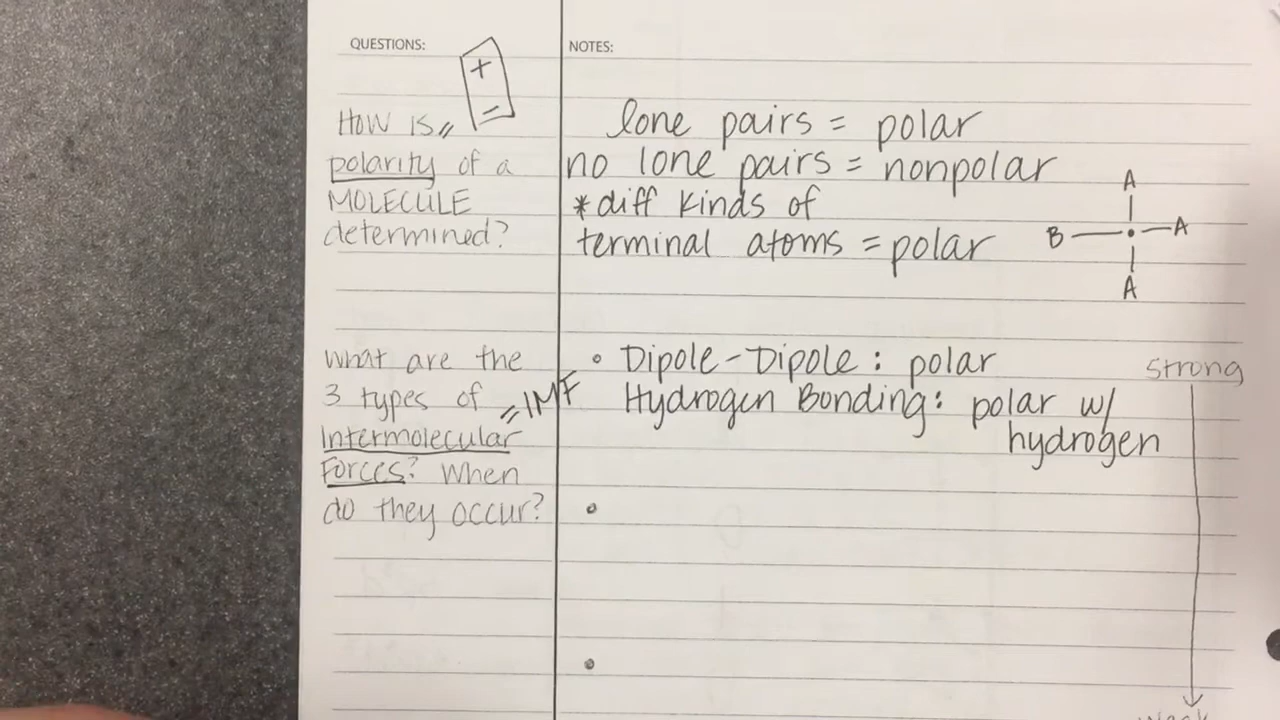 QUESTIONS:
NOTES:
+
-
How is
polarity of a
MOLECULE
determined?
lone pairs = polar
no lone pairs = nonpolar
* diff kinds of
terminal atoms = polar
A
B
A
A
What are the
3 types of = IMF
Intermolecular
Forces? When
do they occur?
• Dipole-Dipole: polar
Hydrogen Bonding: polar w/
hydrogen
strong
weak